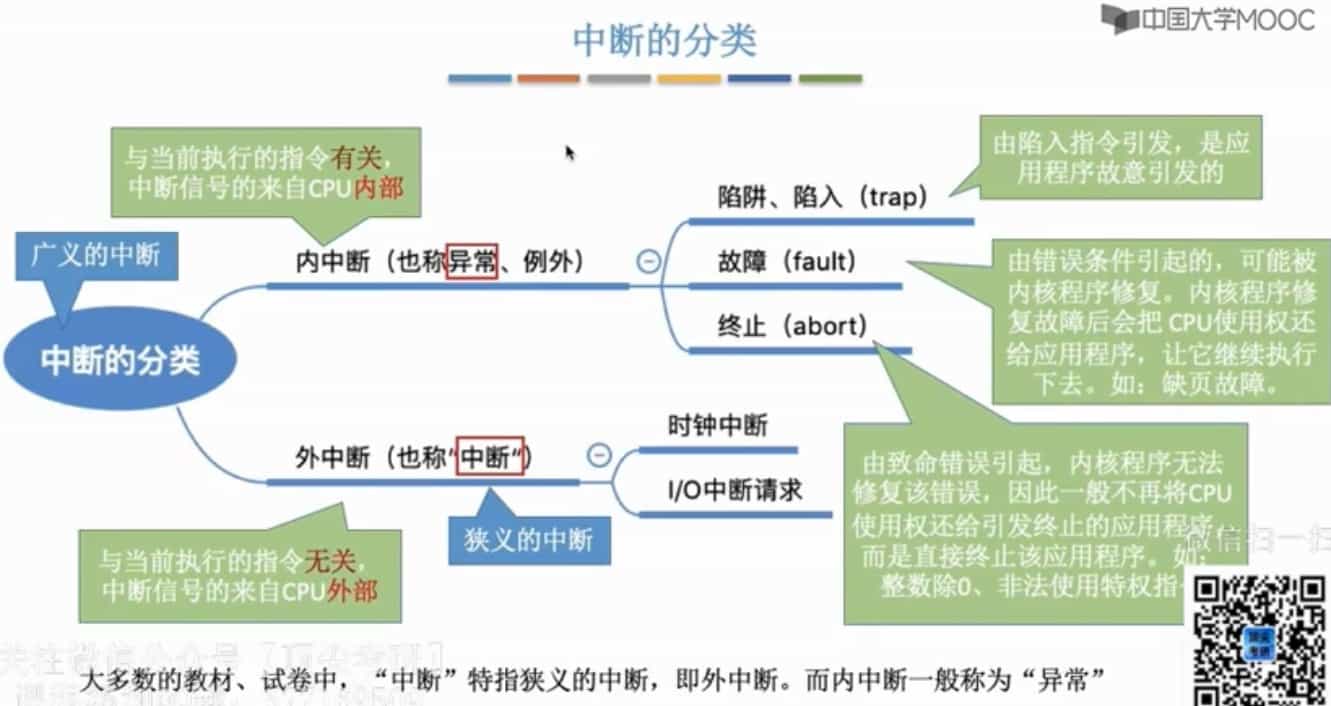 中国大学MOOC
中断的分类
与当前执行的指令有关，
中断信号的来自CPU内部
由陷入指令引发，是应
用程序故意引发的
陷阱、陷入（trap）
广义的中断
内中断（也称异常、例外）
故障（fault）
由错误条件引起的，可能被
内核程序修复。内核程序修
复故障后会把 CPU使用权还
给应用程序，让它继续执行
下去。如：缺页故障。
终止（abort）
中断的分类
时钟中断
外中断（也称“中断“）
I/O中断请求
由致命错误引起，内核程序无法
修复该错误，因此一般不再将CPU
使用权还给引发终止的应用程序，
而是直接终止该应用程序。如：
整数除0、非法使用特权指
狭义的中断
与当前执行的指令无关，
中断信号的来自CPU外部
微信扫一扫
顶尖
考研
大多数的教材、试卷中，“中断”特指狭义的中断，即外中断。而内中断一般称为“异常”